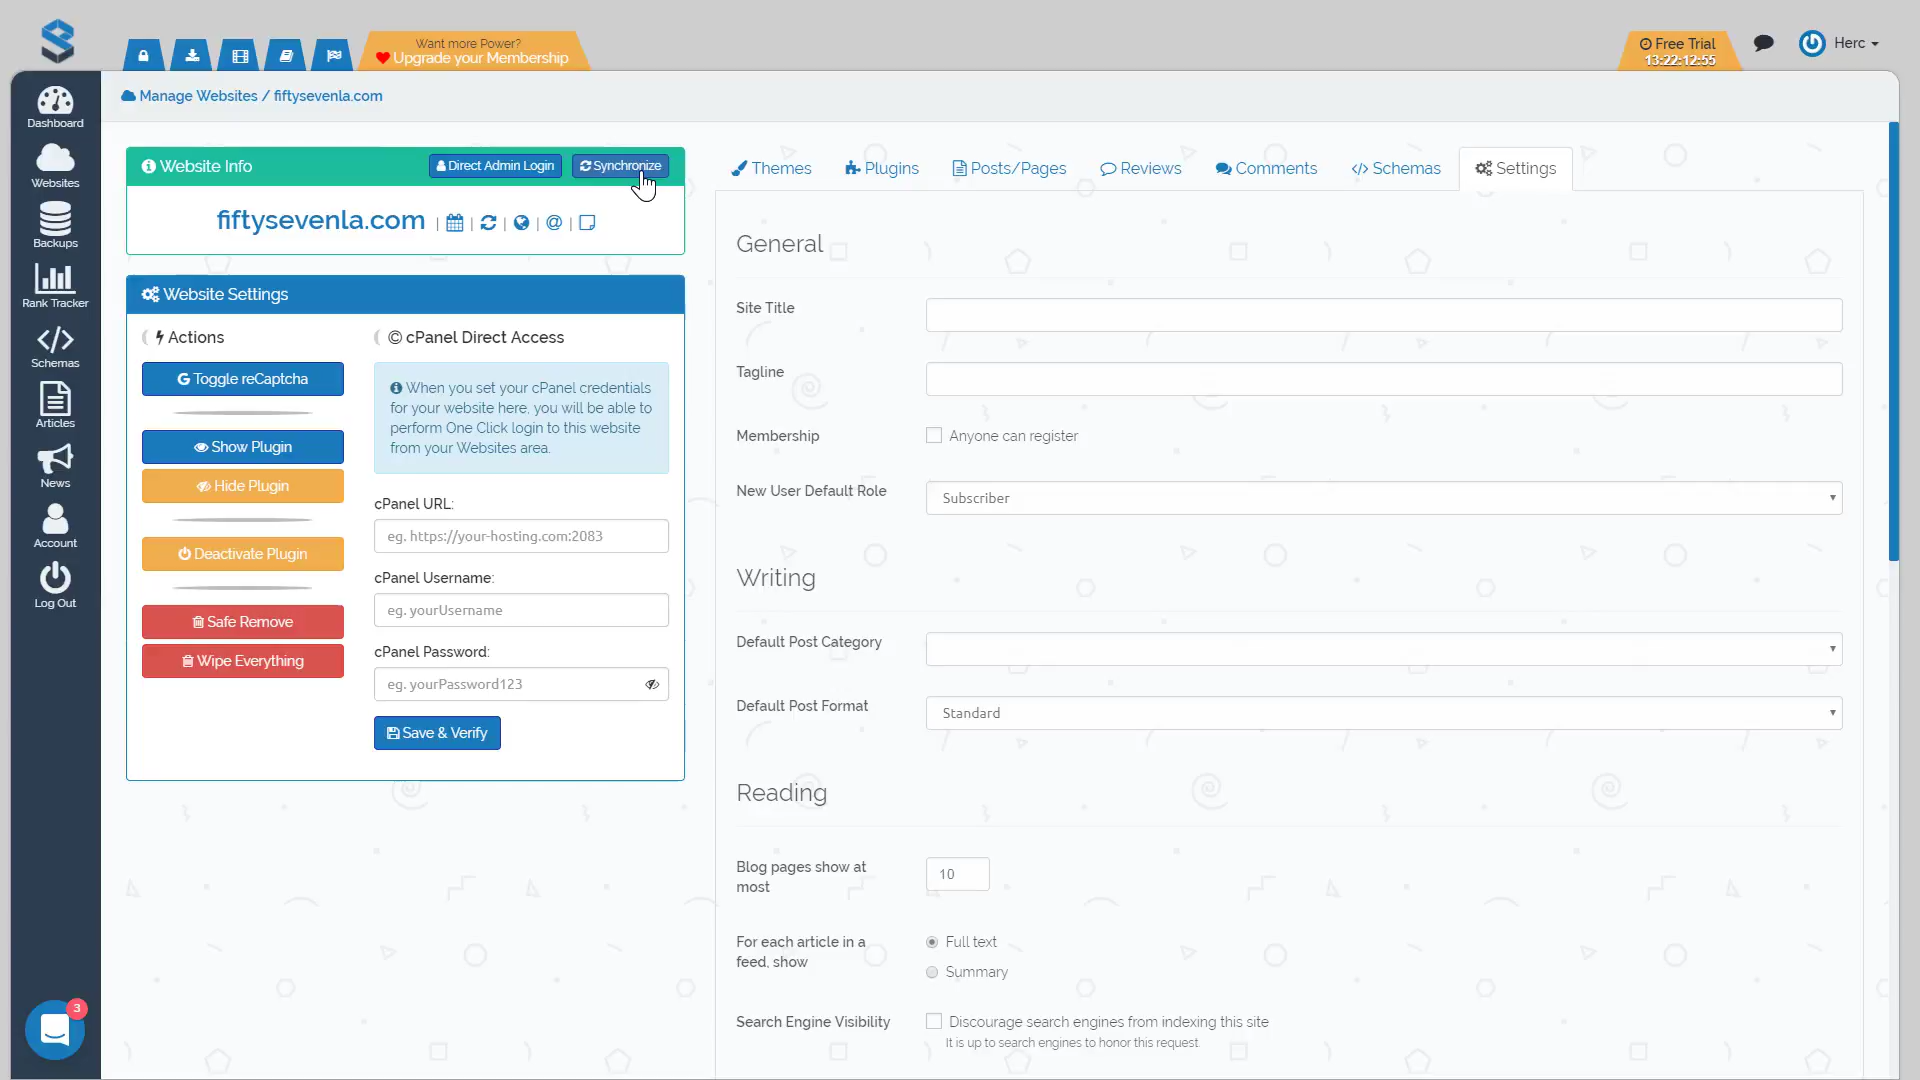 Want more Power?
Upgrade your Membership
Free Trial
13:22:12:55
Herc
Dashboard
Websites
Backups
Rank Tracker
Schemas
Articles
News
Account
Log Out
3
Manage Websites / fiftysevenla.com
Website Info
Direct Admin Login
Synchronize
fiftysevenla.com | | | | @ |
Website Settings
Actions
Toggle reCaptcha
Show Plugin
Hide Plugin
Deactivate Plugin
Safe Remove
Wipe Everything
© cPanel Direct Access
When you set your cPanel credentials
for your website here, you will be able to
perform One Click login to this website
from your Websites area.
cPanel URL:
eg. https://your-hosting.com:2083
cPanel Username:
eg. yourUsername
cPanel Password:
eg. yourPassword123
Save & Verify
Themes
Plugins
Posts/Pages
Reviews
Comments
Schemas
Settings
General
Site Title
Tagline
Membership
Anyone can register
New User Default Role
Subscriber
Writing
Default Post Category
Default Post Format
Standard
Reading
Blog pages show at
most
10
For each article in a
feed, show
Full text
Summary
Search Engine Visibility
Discourage search engines from indexing this site
It is up to search engines to honor this request.